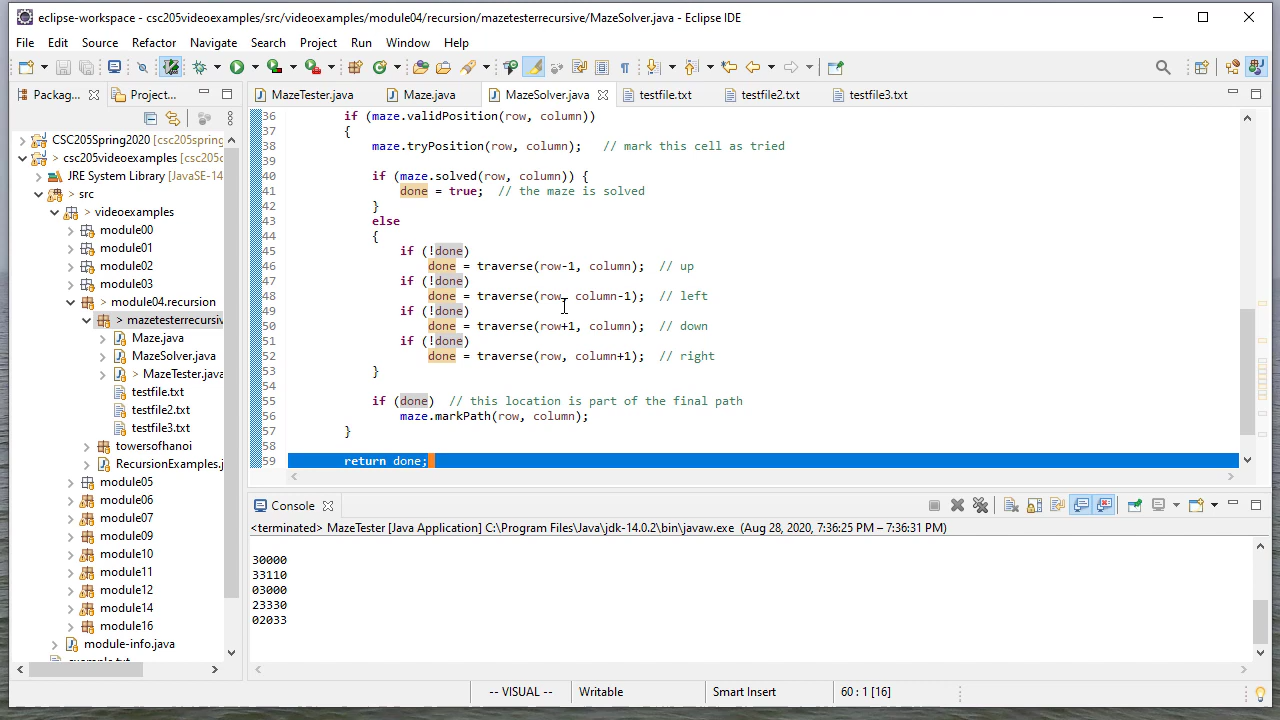 eclipse-workspace - csc205videoexamples/src/videoexamples/module04/recursion/mazetesterrecursive/MazeSolver.java - Eclipse IDE
File Edit Source Refactor Navigate Search Project Run Window Help
Packag... Project...
MazeTester.java Maze.java MazeSolver.java testfile.txt testfile2.txt testfile3.txt
CSC205Spring2020 [csc205spring
> csc205videoexamples [csc205c
JRE System Library [JavaSE-14
> src
> videoexamples
module00
module01
module02
module03
> module04.recursion
> mazetesterrecursiv
Maze.java
MazeSolver.java
> MazeTester.java
testfile.txt
testfile2.txt
testfile3.txt
towersofhanoi
RecursionExamples.j
module05
module06
module07
module09
module10
module11
module12
module14
module16
module-info.java
example.txt
36 if (maze.validPosition(row, column))
37 {
38 maze.tryPosition(row, column); // mark this cell as tried
39
40 if (maze.solved(row, column)) {
41 done = true; // the maze is solved
42 }
43 else
44 {
45 if (!done)
46 done = traverse(row-1, column); // up
47 if (!done)
48 done = traverse(row, column-1); // left
49 if (!done)
50 done = traverse(row+1, column); // down
51 if (!done)
52 done = traverse(row, column+1); // right
53 }
54
55 if (done) // this location is part of the final path
56 maze.markPath(row, column);
57 }
58
59 return done;
Console
<terminated> MazeTester [Java Application] C:\Program Files\Java\jdk-14.0.2\bin\javaw.exe (Aug 28, 2020, 7:36:25 PM – 7:36:31 PM)
30000
33110
03000
23330
02033
-- VISUAL -- Writable Smart Insert 60 : 1 [16]